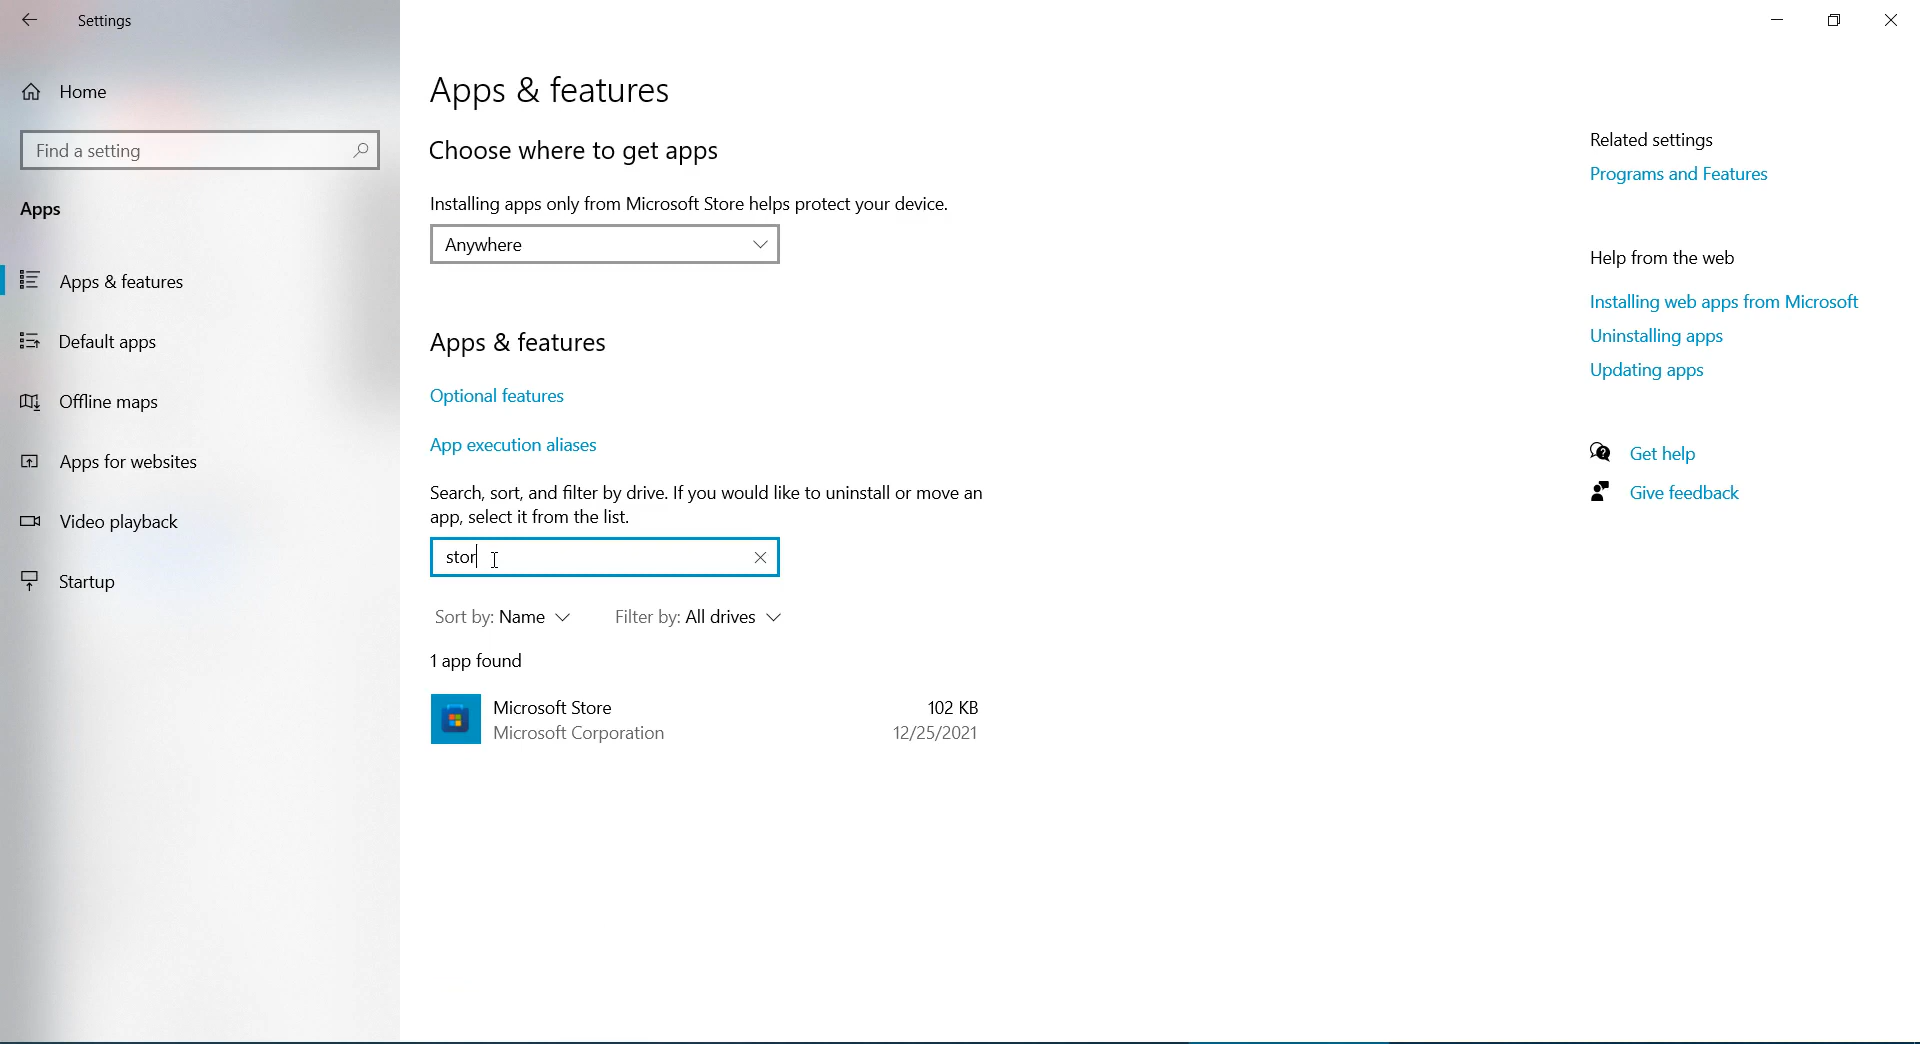 Settings
Home
Find a setting
Apps
Apps & features
Default apps
Offline maps
Apps for websites
Video playback
Startup
Apps & features
Choose where to get apps
Installing apps only from Microsoft Store helps protect your device.
Anywhere
Apps & features
Optional features
App execution aliases
Search, sort, and filter by drive. If you would like to uninstall or move an
app, select it from the list.
stor
Sort by: Name Filter by: All drives
1 app found
Microsoft Store 102 KB
Microsoft Corporation 12/25/2021
Related settings
Programs and Features
Help from the web
Installing web apps from Microsoft
Uninstalling apps
Updating apps
Get help
Give feedback